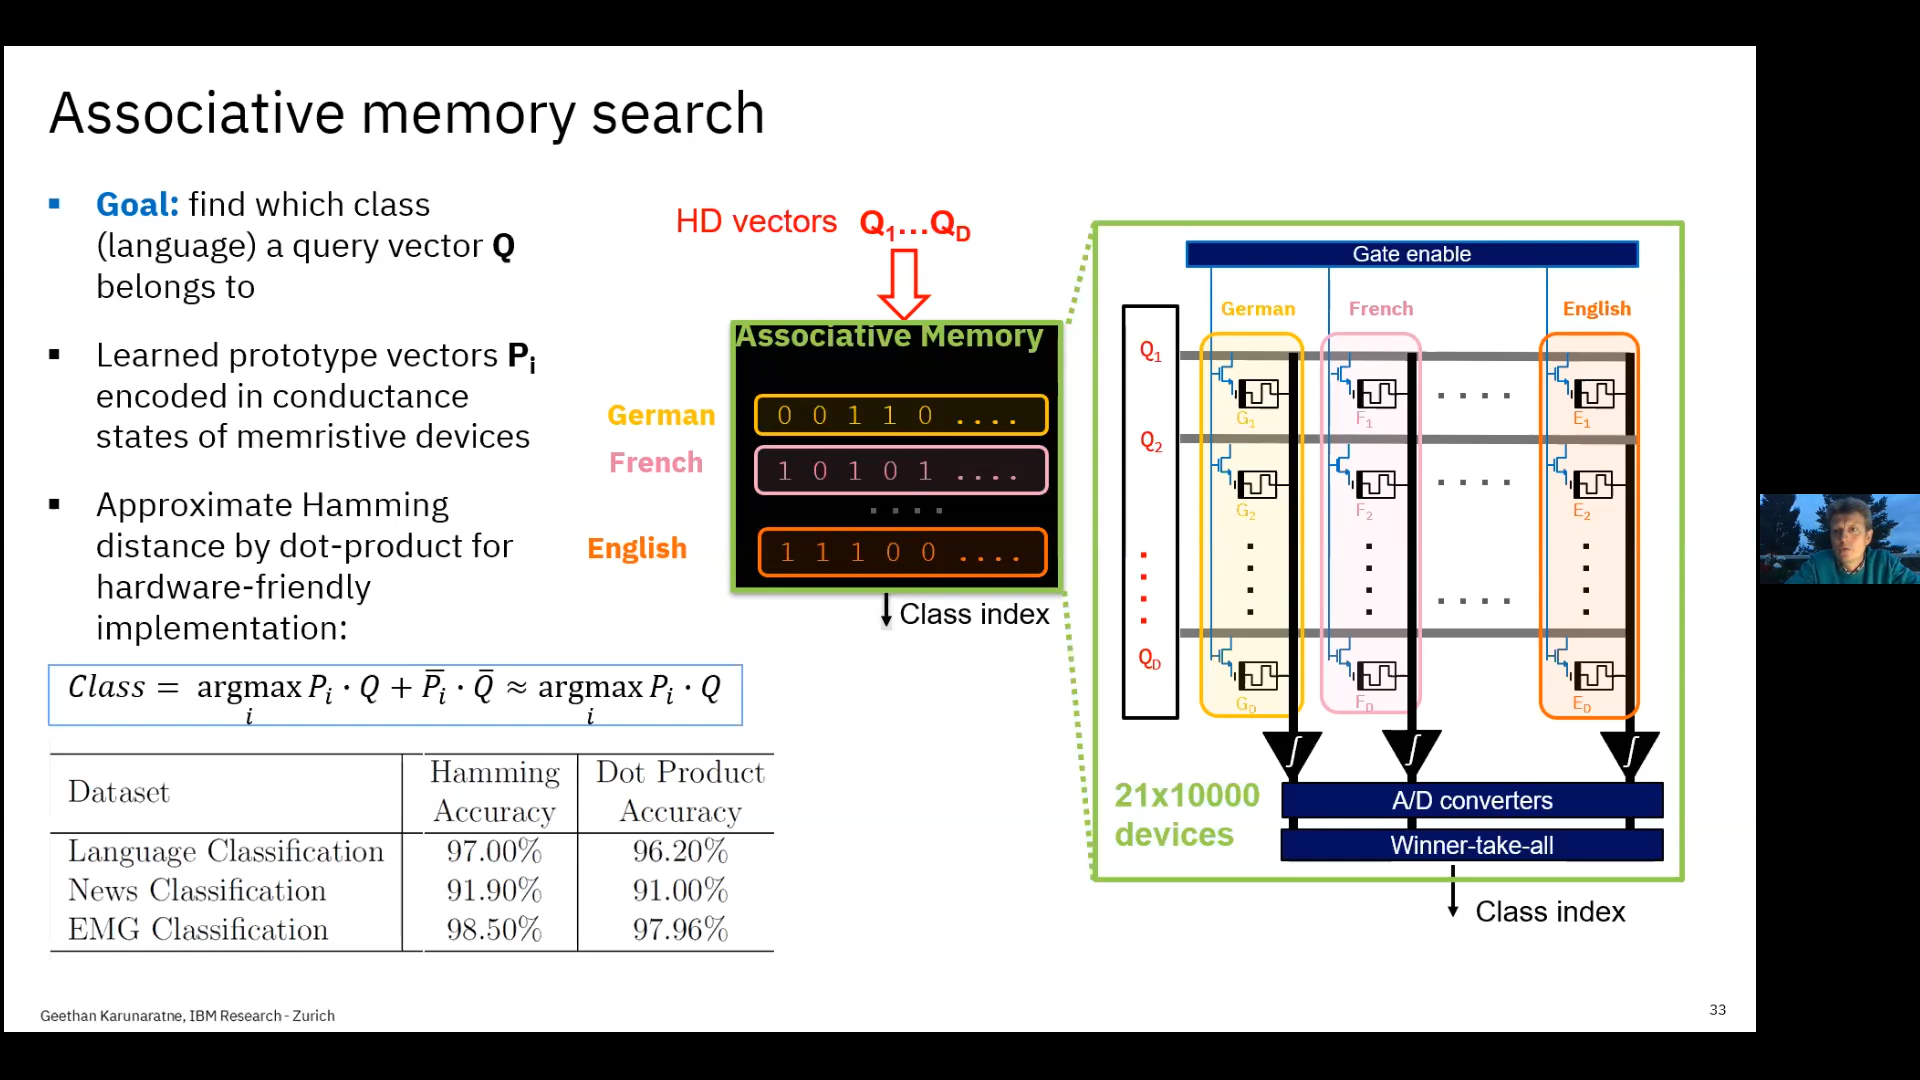 Associative memory search
▪ Goal: find which class
(language) a query vector Q
belongs to
▪ Learned prototype vectors Pᵢ
encoded in conductance
states of memristive devices
▪ Approximate Hamming
distance by dot-product for
hardware-friendly
implementation:
Class = argmax Pᵢ · Q + P̅ᵢ · Q̅ ≈ argmax Pᵢ · Q
i i
Dataset Hamming Accuracy Dot Product Accuracy
Language Classification 97.00% 96.20%
News Classification 91.90% 91.00%
EMG Classification 98.50% 97.96%
HD vectors Q₁...Q_D
Associative Memory
German 0 0 1 1 0 . . . .
French 1 0 1 0 1 . . . .
. . . .
English 1 1 1 0 0 . . . .
Class index
Gate enable
German French English
Q₁
G₁ F₁ . . . . E₁
Q₂
G₂ F₂ . . . . E₂
. . . .
Q_D
G_D F_D E_D
∫ ∫ ∫
21x10000
devices
A/D converters
Winner-take-all
Class index
Geethan Karunaratne, IBM Research - Zurich
33